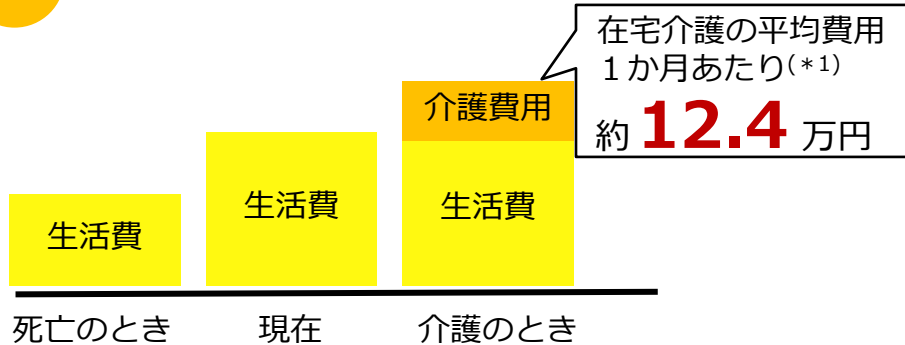 在宅介護の平均費用
１か月あたり(*1)
約 12.4 万円
介護費用
生活費
生活費
生活費
死亡のとき
現在
介護のとき